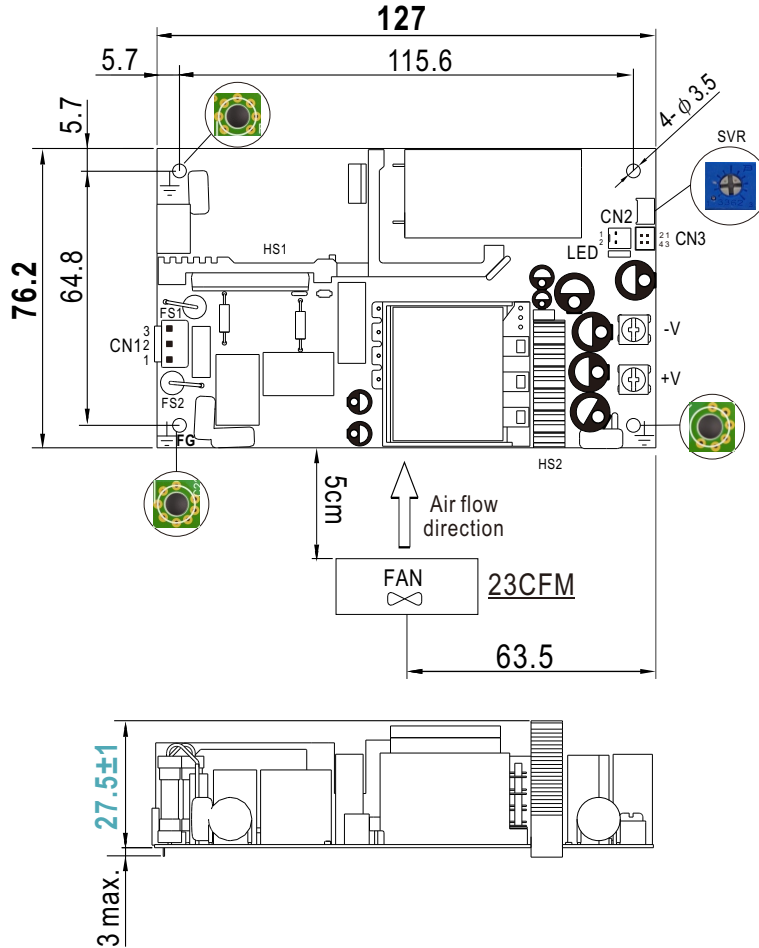 127
5.7
115.6
5.7
4- ϕ 3.5
SVR
CN2
1
2
2 1
4 3
CN3
LED
HS1
76.2
64.8
FS1
3
CN1 2
1
-V
+V
FS2
FG
HS2
5cm
Air flow
direction
FAN
23CFM
63.5
27.5±1
3 max.